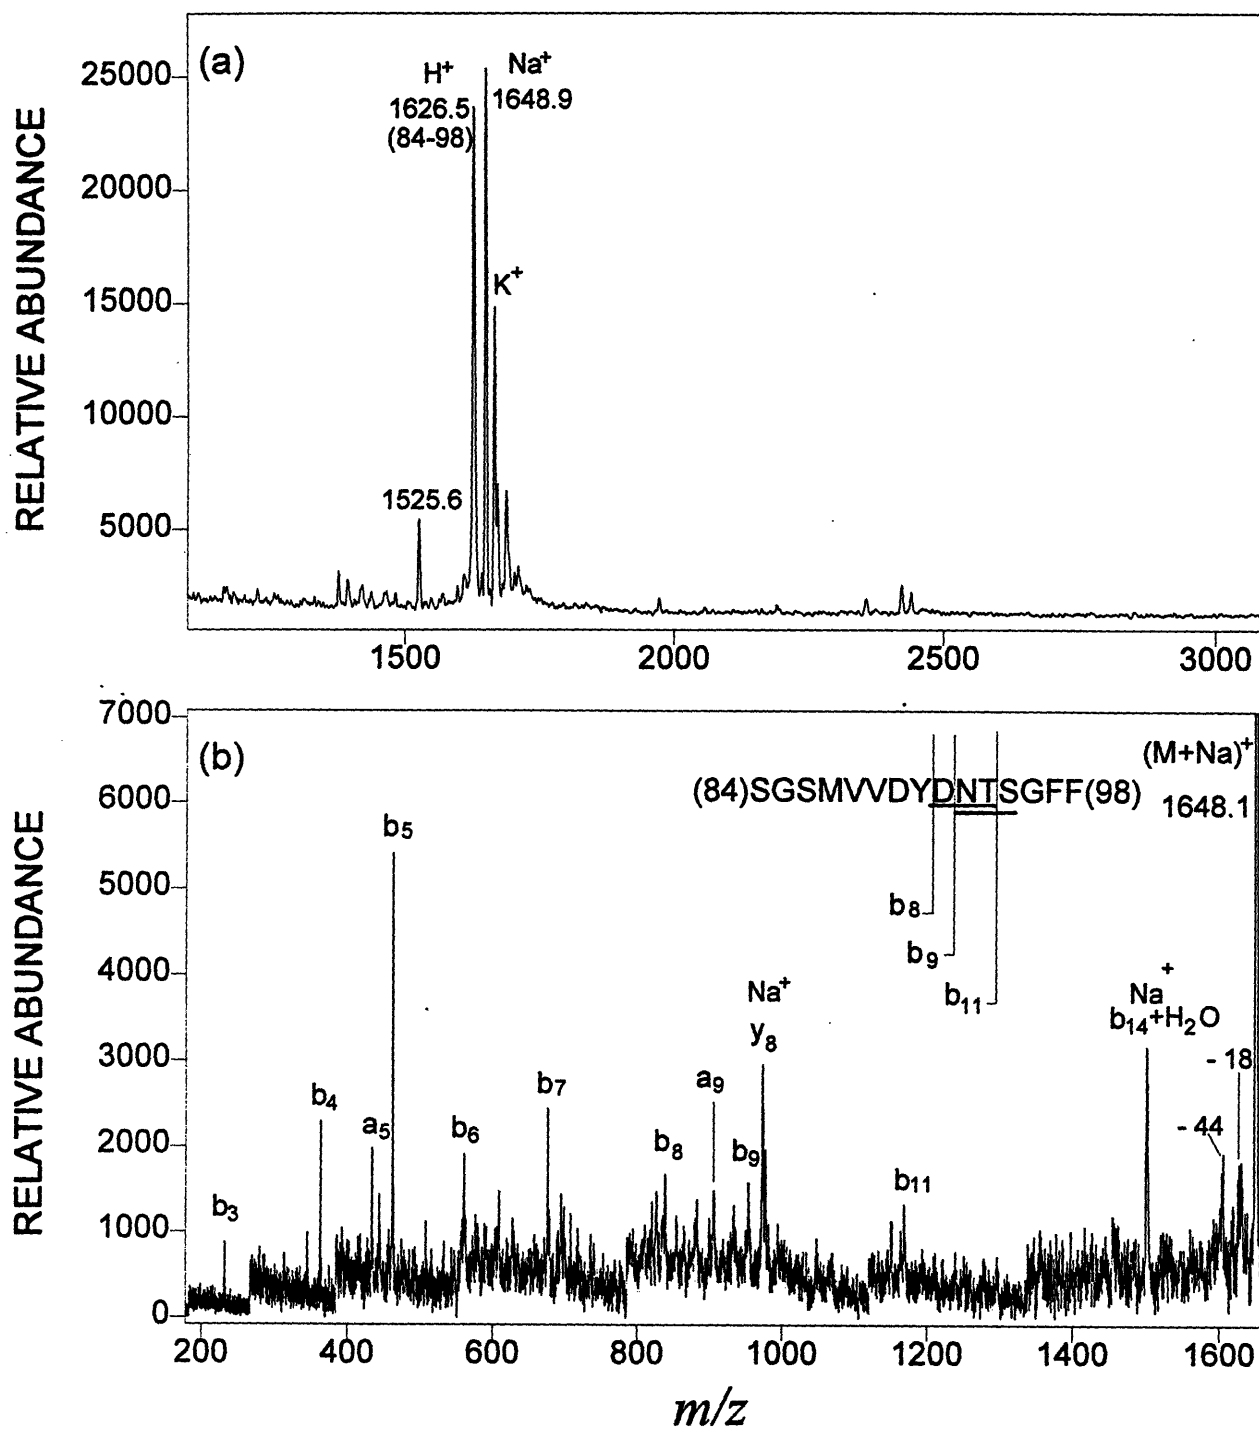 RELATIVE ABUNDANCE
(a)
25000
20000
15000
10000
5000
H+
1626.5
(84-98)
Na+
1648.9
K+
1525.6
1500
2000
2500
3000
RELATIVE ABUNDANCE
(b)
7000
6000
5000
4000
3000
2000
1000
0
(M+Na)+
(84)SGSMVVDYDNTSGFF(98)
1648.1
b8
b9
b11
b3
b4
a5
b5
b6
b7
b8
a9
b9
Na+
y8
b11
+
Na
b14+H2O
- 18
- 44
200
400
600
800
1000
1200
1400
1600
m/z